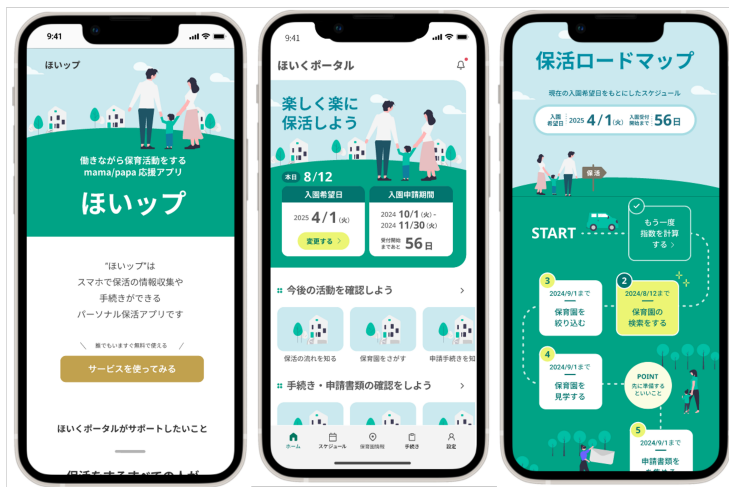 9:41
ほいップ
働きながら保育活動をする
mama/papa 応援アプリ
ほいップ
"ほいップ"は
スマホで保活の情報収集や
手続きができる
パーソナル保活アプリです
誰でもいますぐ無料で使える
サービスを使ってみる
ほいくポータルがサポートしたいこと
9:41
ほいくポータル
楽しく楽に
保活しよう
本日 8/12
入園希望日
2025 4/1(火)
変更する
入園申請期間
2024 10/1(火)-
2024 11/30(火)
受付開始
まであと 56日
今後の活動を確認しよう
保活の流れを知る
保育園をさがす
申請手続きを知
手続き・申請書類の確認をしよう
ホーム
スケジュール
保育園情報
手続き
設定
保活ロードマップ
現在の入園希望日をもとにしたスケジュール
入園
希望日
2025 4/1(火)
入園受付
開始まで
56日
保活
START
もう一度
指数を計算
する
3
2024/9/1まで
保育園を
絞り込む
2
2024/8/12まで
保育園の
検索をする
4
2024/9/1まで
保育園を
見学する
POINT
先に準備する
といいこと
5
2024/9/1まで
申請書類を